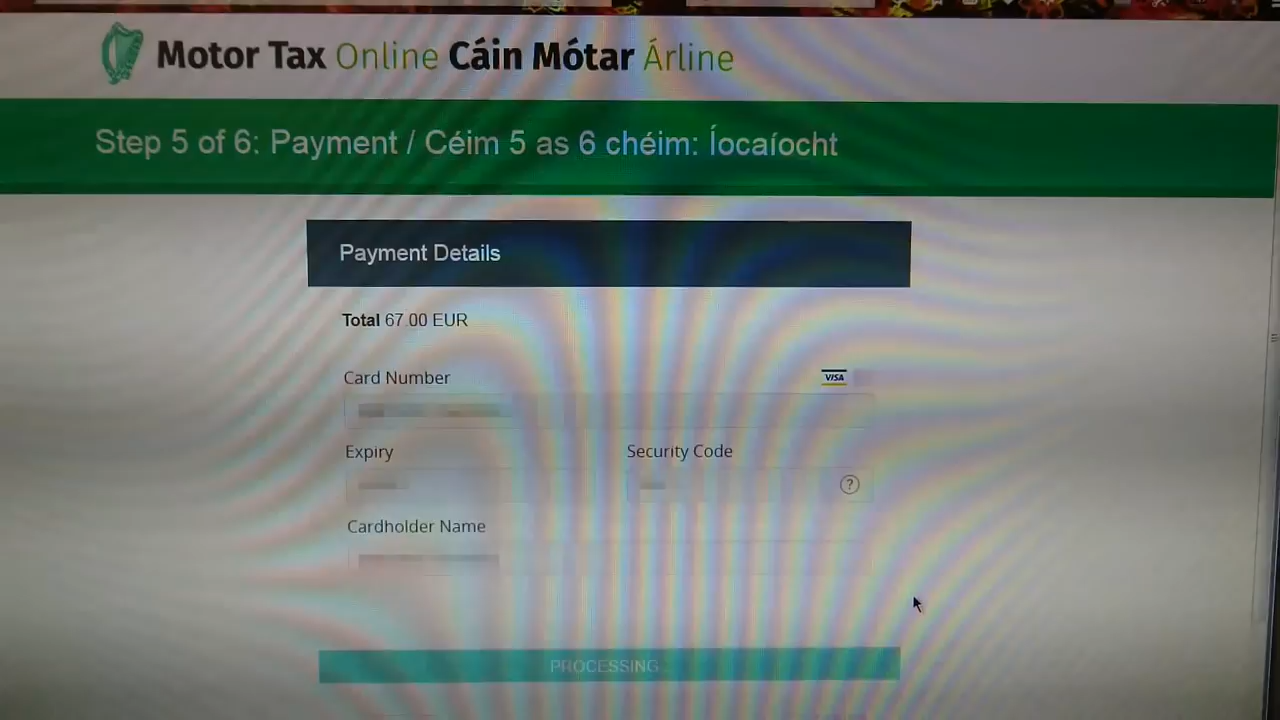 Motor Tax Online Cáin Mótar Árline
Step 5 of 6: Payment / Céim 5 as 6 chéim: Íocaíocht
Payment Details
Total 67.00 EUR
Card Number VISA
Expiry Security Code
?
Cardholder Name
PROCESSING